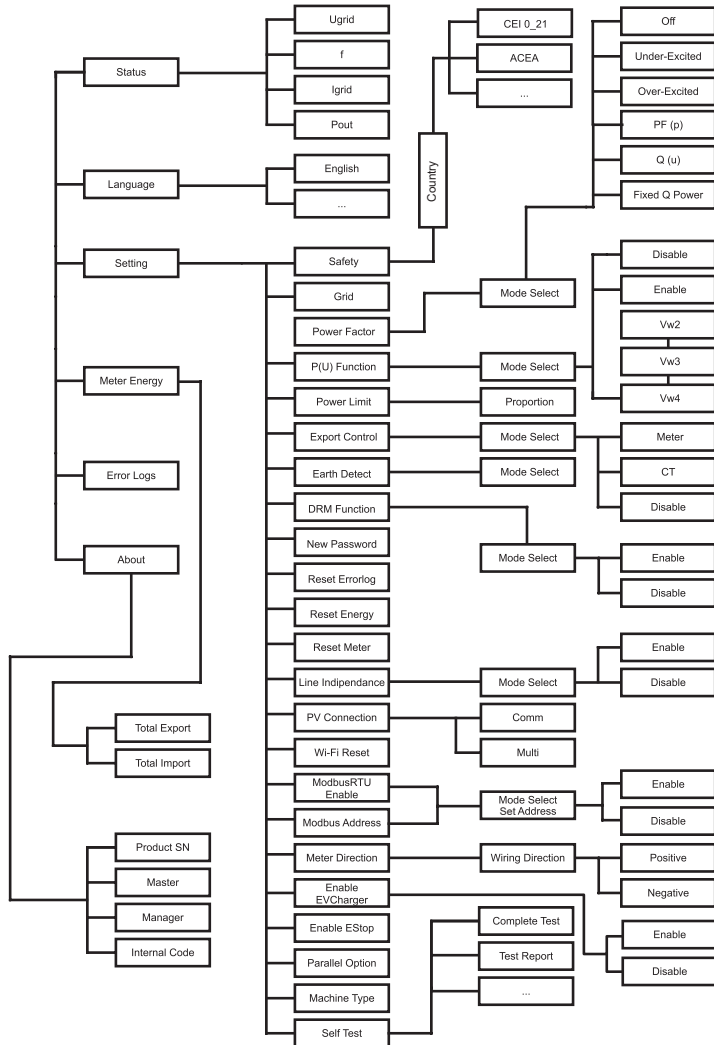 Status
Ugrid
f
Igrid
Pout
Language
English
...
Setting
Safety
Country
CEI 0_21
ACEA
...
Grid
Power Factor
Mode Select
Off
Under-Excited
Over-Excited
PF (p)
Q (u)
Fixed Q Power
P(U) Function
Mode Select
Disable
Enable
Vw2
Vw3
Vw4
Power Limit
Proportion
Export Control
Mode Select
Meter
CT
Disable
Earth Detect
Mode Select
DRM Function
Mode Select
Enable
Disable
New Password
Reset Errorlog
Reset Energy
Reset Meter
Line Indipendance
Mode Select
Enable
Disable
PV Connection
Comm
Multi
Wi-Fi Reset
ModbusRTU
Enable
Modbus Address
Mode Select
Set Address
Enable
Disable
Meter Direction
Wiring Direction
Positive
Negative
Enable
EVCharger
Enable
Disable
Enable EStop
Parallel Option
Machine Type
Self Test
Complete Test
Test Report
...
Meter Energy
Total Export
Total Import
Error Logs
About
Product SN
Master
Manager
Internal Code